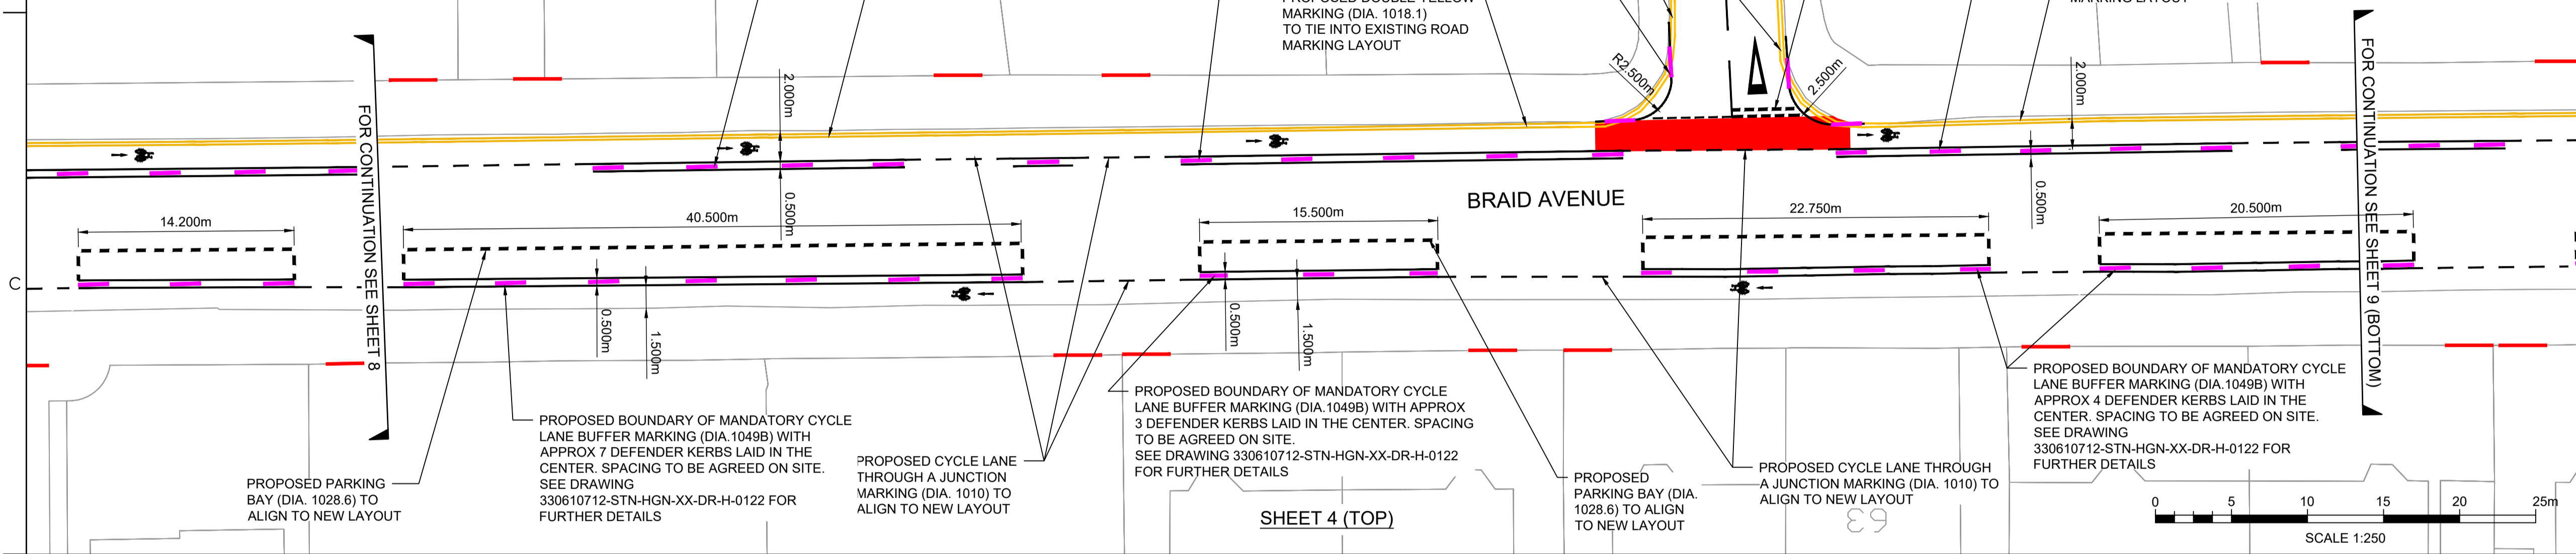 PROPOSED DOUBLE YELLOW
MARKING (DIA. 1018.1)
TO TIE INTO EXISTING ROAD
MARKING LAYOUT
MARKING LAYOUT
FOR CONTINUATION SEE SHEET 8
2.000m
0.500m
R2.500m
2.500m
2.000m
0.500m
FOR CONTINUATION SEE SHEET 9 (BOTTOM)
BRAID AVENUE
14.200m
40.500m
15.500m
22.750m
20.500m
C
0.500m
1.500m
0.500m
1.500m
PROPOSED PARKING
BAY (DIA. 1028.6) TO
ALIGN TO NEW LAYOUT
PROPOSED BOUNDARY OF MANDATORY CYCLE
LANE BUFFER MARKING (DIA.1049B) WITH
APPROX 7 DEFENDER KERBS LAID IN THE
CENTER. SPACING TO BE AGREED ON SITE.
SEE DRAWING
330610712-STN-HGN-XX-DR-H-0122 FOR
FURTHER DETAILS
PROPOSED CYCLE LANE
THROUGH A JUNCTION
MARKING (DIA. 1010) TO
ALIGN TO NEW LAYOUT
PROPOSED BOUNDARY OF MANDATORY CYCLE
LANE BUFFER MARKING (DIA.1049B) WITH APPROX
3 DEFENDER KERBS LAID IN THE CENTER. SPACING
TO BE AGREED ON SITE.
SEE DRAWING 330610712-STN-HGN-XX-DR-H-0122
FOR FURTHER DETAILS
SHEET 4 (TOP)
PROPOSED
PARKING BAY (DIA.
1028.6) TO ALIGN
TO NEW LAYOUT
PROPOSED CYCLE LANE THROUGH
A JUNCTION MARKING (DIA. 1010) TO
ALIGN TO NEW LAYOUT
63
PROPOSED BOUNDARY OF MANDATORY CYCLE
LANE BUFFER MARKING (DIA.1049B) WITH
APPROX 4 DEFENDER KERBS LAID IN THE
CENTER. SPACING TO BE AGREED ON SITE.
SEE DRAWING
330610712-STN-HGN-XX-DR-H-0122 FOR
FURTHER DETAILS
0 5 10 15 20 25m
SCALE 1:250